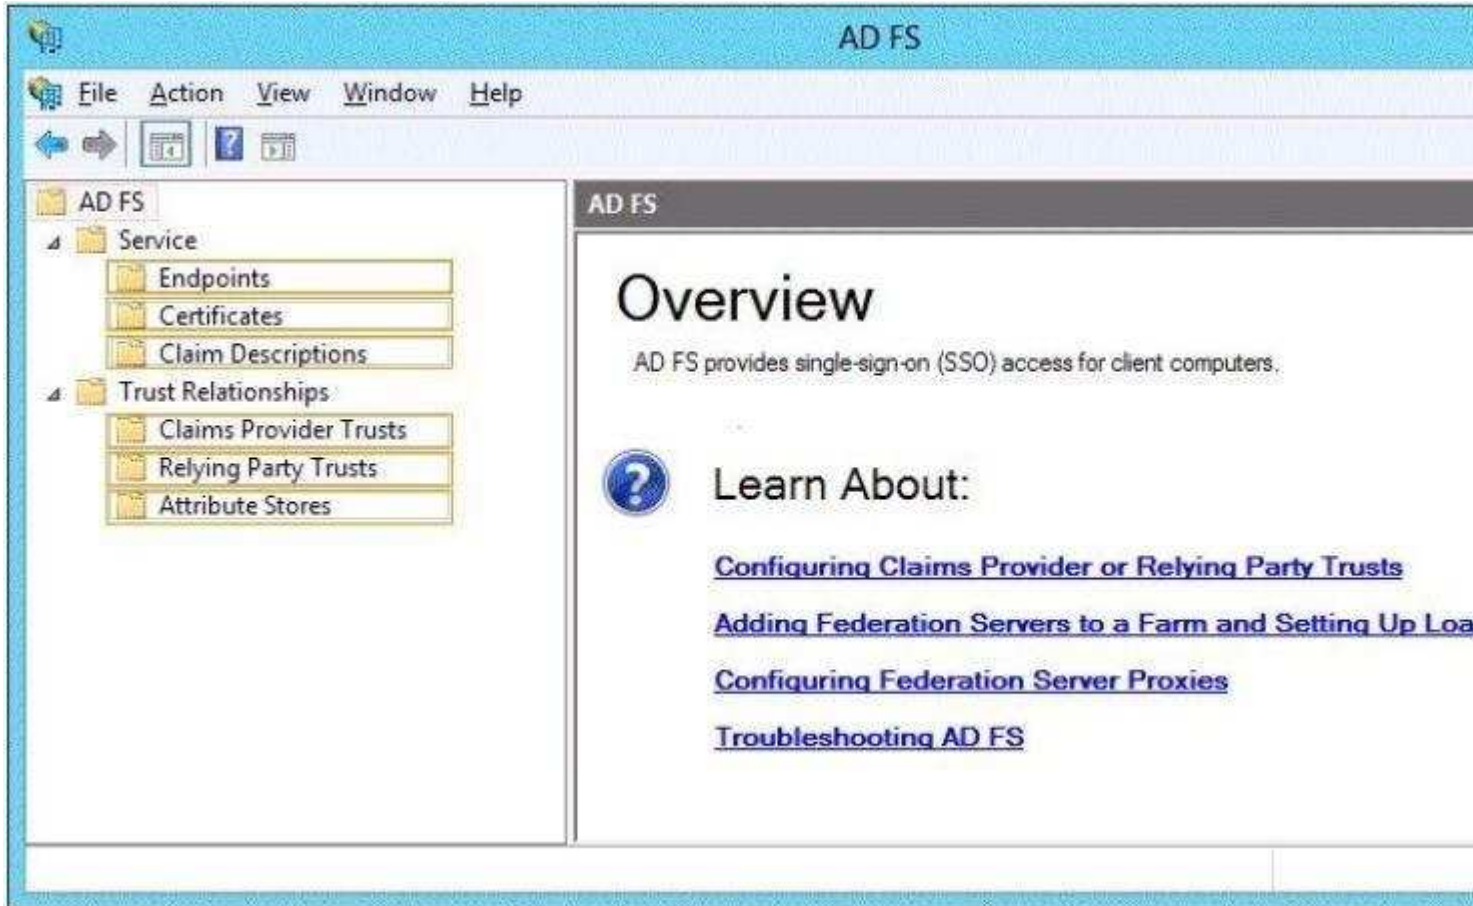 AD FS
File Action View Window Help
AD FS
Service
Endpoints
Certificates
Claim Descriptions
Trust Relationships
Claims Provider Trusts
Relying Party Trusts
Attribute Stores
AD FS
Overview
AD FS provides single-sign-on (SSO) access for client computers.
Learn About:
Configuring Claims Provider or Relying Party Trusts
Adding Federation Servers to a Farm and Setting Up Loa
Configuring Federation Server Proxies
Troubleshooting AD FS